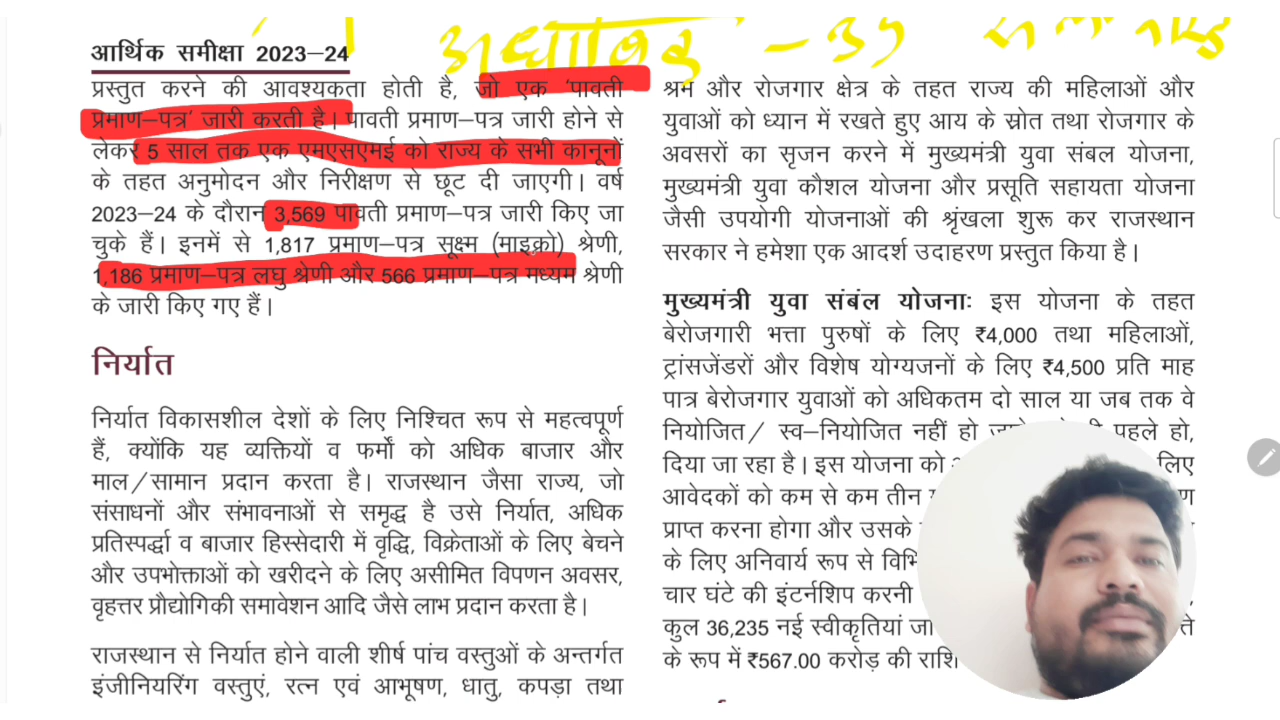 अद्यावधि - उप
आर्थिक समीक्षा 2023–24
प्रस्तुत करने की आवश्यकता होती है, जो एक 'पावती
प्रमाण–पत्र' जारी करती है। पावती प्रमाण–पत्र जारी होने से
लेकर 5 साल तक एक एमएसएमई को राज्य के सभी कानूनों
के तहत अनुमोदन और निरीक्षण से छूट दी जाएगी। वर्ष
2023–24 के दौरान 3,569 पावती प्रमाण–पत्र जारी किए जा
चुके हैं। इनमें से 1,817 प्रमाण–पत्र सूक्ष्म (माइक्रो) श्रेणी,
1,186 प्रमाण–पत्र लघु श्रेणी और 566 प्रमाण–पत्र मध्यम श्रेणी
के जारी किए गए हैं।
निर्यात
निर्यात विकासशील देशों के लिए निश्चित रूप से महत्वपूर्ण
हैं, क्योंकि यह व्यक्तियों व फर्मों को अधिक बाजार और
माल/सामान प्रदान करता है। राजस्थान जैसा राज्य, जो
संसाधनों और संभावनाओं से समृद्ध है उसे निर्यात, अधिक
प्रतिस्पर्द्धा व बाजार हिस्सेदारी में वृद्धि, विक्रेताओं के लिए बेचने
और उपभोक्ताओं को खरीदने के लिए असीमित विपणन अवसर,
वृहत्तर प्रौद्योगिकी समावेशन आदि जैसे लाभ प्रदान करता है।
राजस्थान से निर्यात होने वाली शीर्ष पांच वस्तुओं के अन्तर्गत
इंजीनियरिंग वस्तुएं, रत्न एवं आभूषण, धातु, कपड़ा तथा
श्रम और रोजगार क्षेत्र के तहत राज्य की महिलाओं और
युवाओं को ध्यान में रखते हुए आय के स्रोत तथा रोजगार के
अवसरों का सृजन करने में मुख्यमंत्री युवा संबल योजना,
मुख्यमंत्री युवा कौशल योजना और प्रसूति सहायता योजना
जैसी उपयोगी योजनाओं की श्रृंखला शुरू कर राजस्थान
सरकार ने हमेशा एक आदर्श उदाहरण प्रस्तुत किया है।
मुख्यमंत्री युवा संबंल योजनाः इस योजना के तहत
बेरोजगारी भत्ता पुरुषों के लिए ₹4,000 तथा महिलाओं,
ट्रांसजेंडरों और विशेष योग्यजनों के लिए ₹4,500 प्रति माह
पात्र बेरोजगार युवाओं को अधिकतम दो साल या जब तक वे
नियोजित/ स्व–नियोजित नहीं हो पहले हो,
दिया जा रहा है। इस योजना को लिए
आवेदकों को कम से कम तीन
प्राप्त करना होगा और उसके
के लिए अनिवार्य रूप से
चार घंटे की इंटर्नशिप करनी
कुल 36,235 नई स्वीकृतियां
के रूप में ₹567.00 करोड़ की